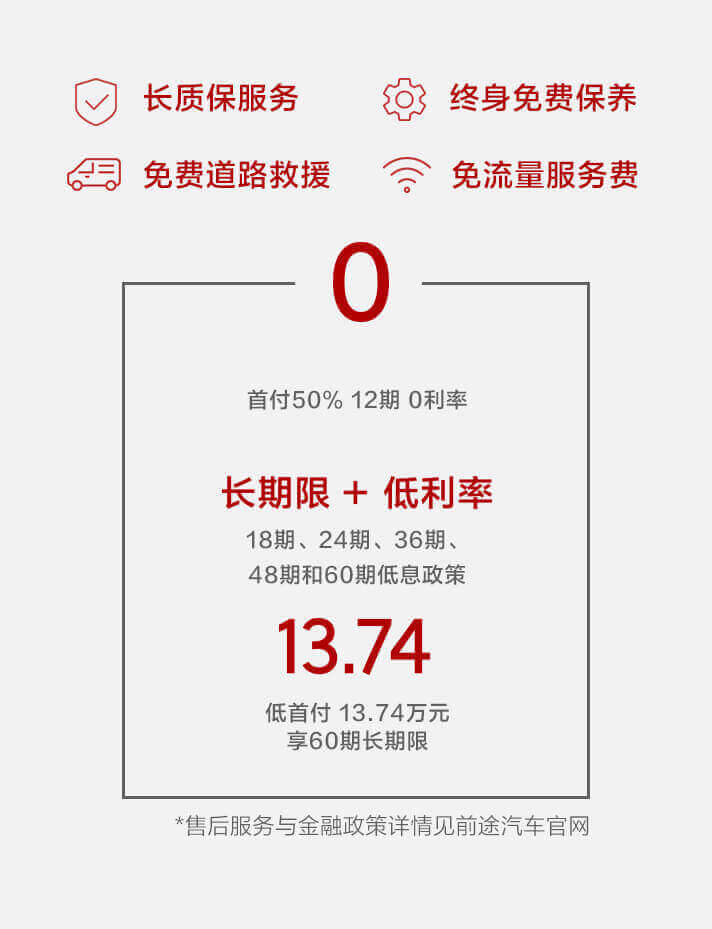 长质保服务
终身免费保养
免费道路救援
免流量服务费
0
首付50% 12期 0利率
长期限 + 低利率
18期、24期、36期、
48期和60期低息政策
13.74
低首付 13.74万元
享60期长期限
*售后服务与金融政策详情见前途汽车官网